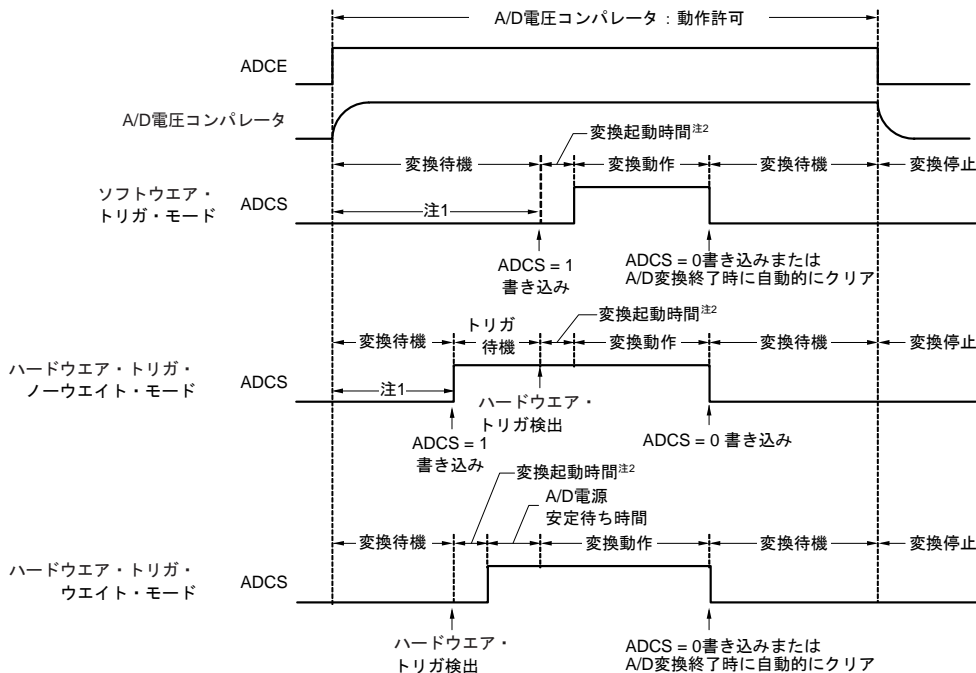 A/D電圧コンパレータ：動作許可
ADCE
A/D電圧コンパレータ
変換起動時間注2
変換待機
変換動作
変換待機
変換停止
ソフトウエア・
トリガ・モード
ADCS
注1
ADCS = 1
書き込み
ADCS = 0書き込みまたは
A/D変換終了時に自動的にクリア
変換起動時間注2
変換待機
トリガ
待機
変換動作
変換待機
変換停止
ハードウエア・トリガ・
ノーウエイト・モード
ADCS
注1
ハードウエア・
トリガ検出
ADCS = 1
書き込み
ADCS = 0 書き込み
変換起動時間注2
A/D電源
安定待ち時間
変換待機
変換動作
変換待機
変換停止
ハードウエア・トリガ・
ウエイト・モード
ADCS
ハードウエア・
トリガ検出
ADCS = 0書き込みまたは
A/D変換終了時に自動的にクリア